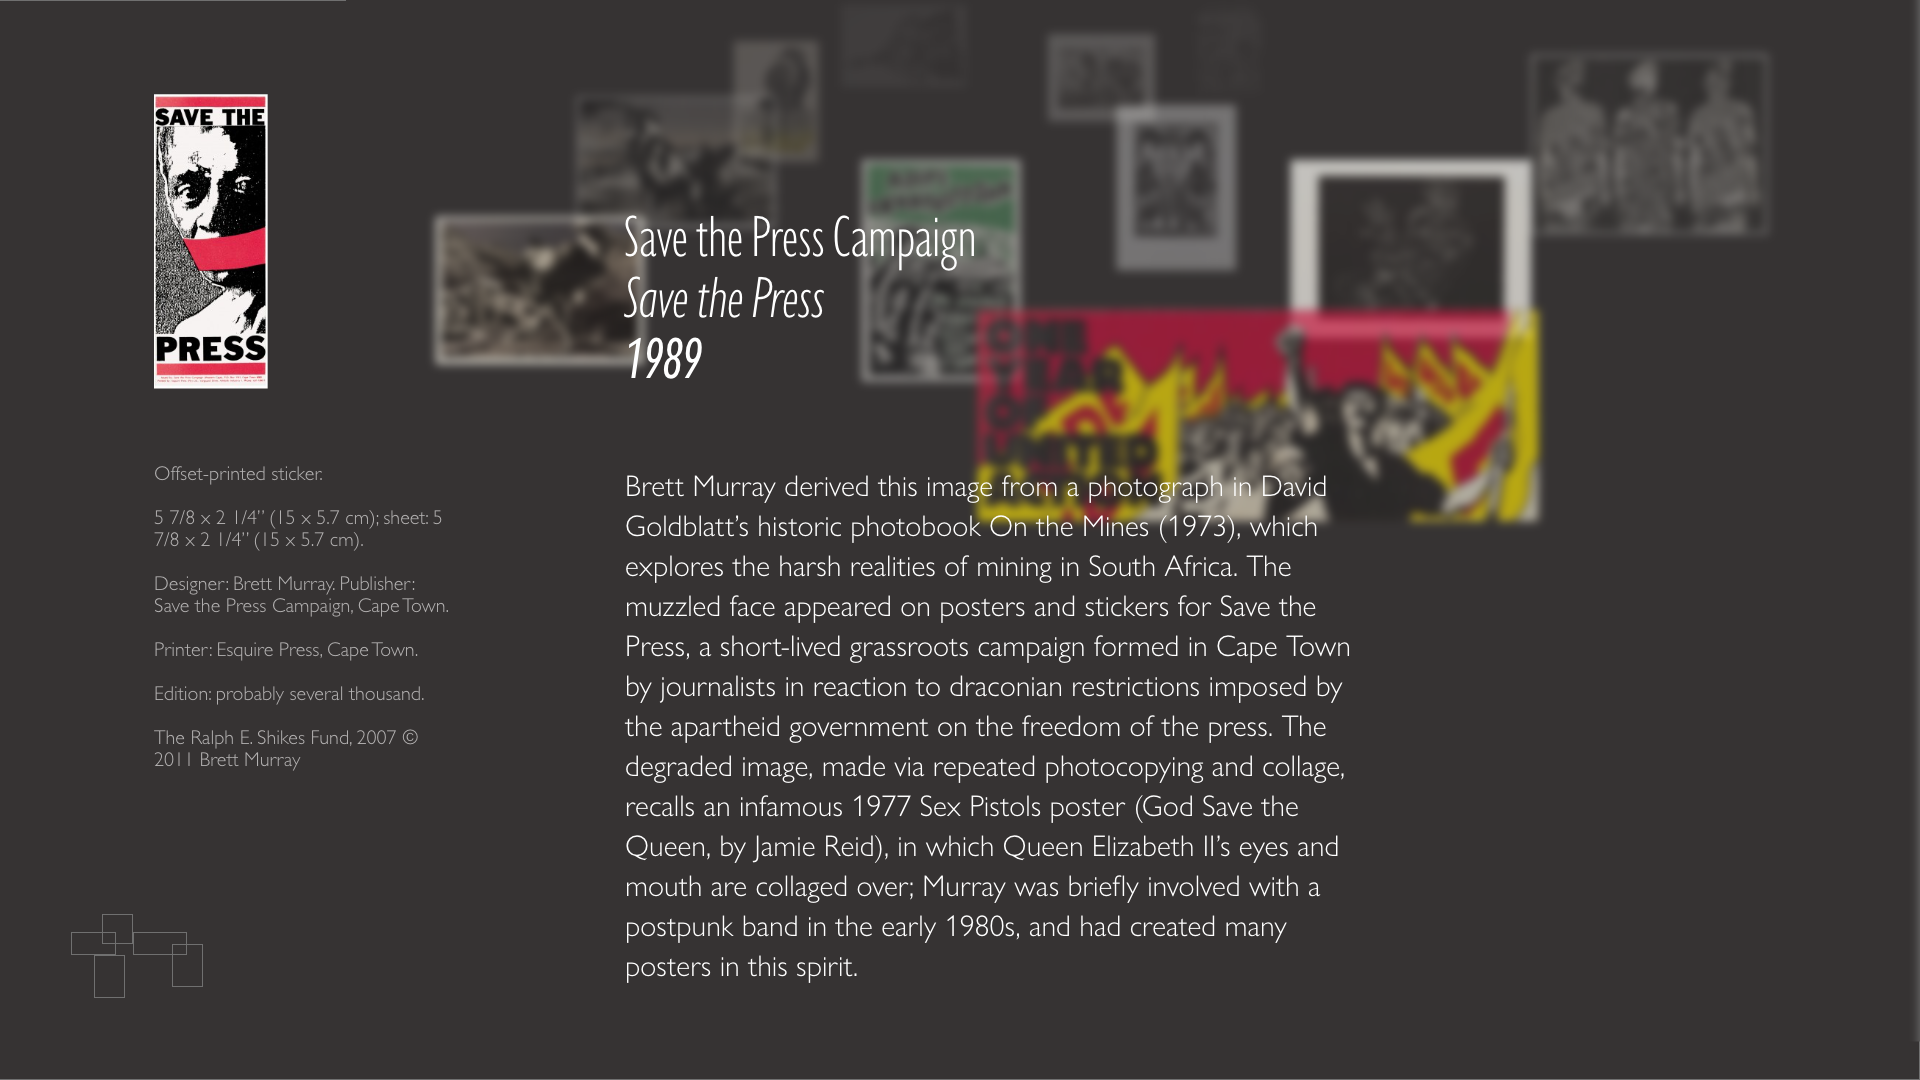 SAVE THE
PRESS
Save the Press Campaign
Save the Press
1989
Offset-printed sticker.
5 7/8 x 2 1/4" (15 x 5.7 cm); sheet: 5
7/8 x 2 1/4" (15 x 5.7 cm).
Designer: Brett Murray. Publisher:
Save the Press Campaign, Cape Town.
Printer: Esquire Press, Cape Town.
Edition: probably several thousand.
The Ralph E. Shikes Fund, 2007 ©
2011 Brett Murray
Brett Murray derived this image from a photograph in David
Goldblatt’s historic photobook On the Mines (1973), which
explores the harsh realities of mining in South Africa. The
muzzled face appeared on posters and stickers for Save the
Press, a short-lived grassroots campaign formed in Cape Town
by journalists in reaction to draconian restrictions imposed by
the apartheid government on the freedom of the press. The
degraded image, made via repeated photocopying and collage,
recalls an infamous 1977 Sex Pistols poster (God Save the
Queen, by Jamie Reid), in which Queen Elizabeth II’s eyes and
mouth are collaged over; Murray was briefly involved with a
postpunk band in the early 1980s, and had created many
posters in this spirit.
ONE
YEAR
OF
UNITED